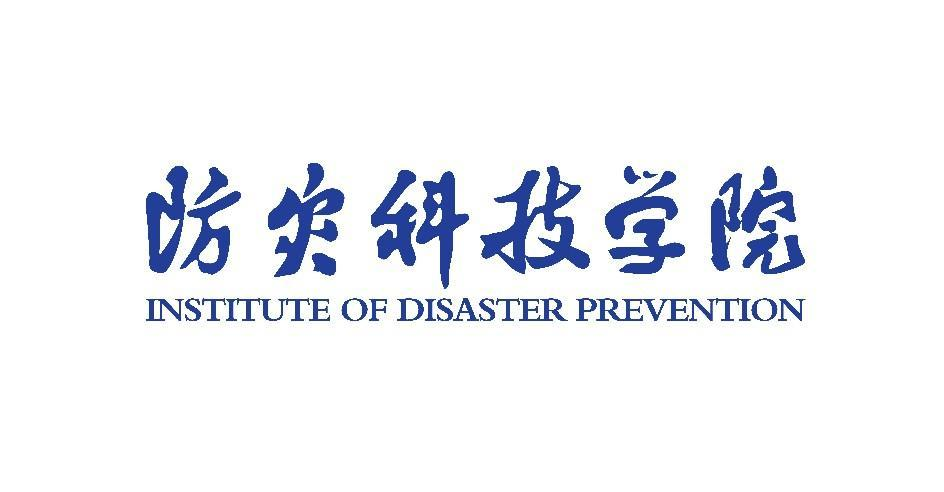 防灾科技学院
INSTITUTE OF DISASTER PREVENTION